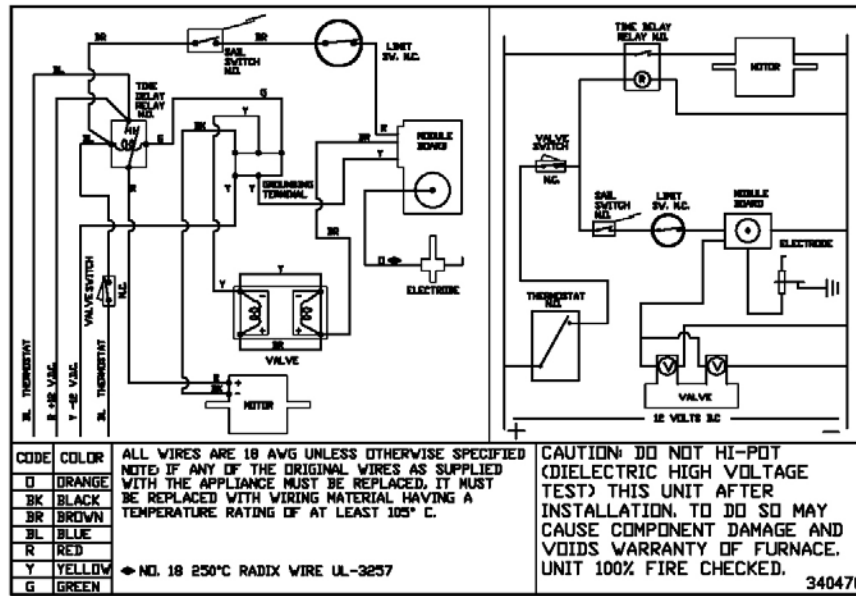 BR
SAIL
SWITCH
N.O.
BR
LIMIT
SW. N.C.
BL
TIME
DELAY
RELAY
N.O.
G
Y
BK
BR
R
Y
MODULE
BOARD
BL
HH
G
R
Y
Y
GROUNDING
TERMINAL
BR
O
ELECTRODE
VALVE SWITCH
N.C.
Y
Y
- -
+ +
BR
VALVE
BL THERMOSTAT
R +12 V.D.C.
Y -12 V.D.C.
BL THERMOSTAT
R +
BK -
MOTOR
TIME DELAY
RELAY N.O.
R
MOTOR
VALVE
SWITCH
N.C.
SAIL
SWITCH
N.O.
LIMIT
SW. N.C.
MODULE
BOARD
ELECTRODE
THERMOSTAT
N.O.
V
V
VALVE
12 VOLTS DC
+ -
CODE COLOR
O ORANGE
BK BLACK
BR BROWN
BL BLUE
R RED
Y YELLOW
G GREEN
ALL WIRES ARE 18 AWG UNLESS OTHERWISE SPECIFIED
NOTE: IF ANY OF THE ORIGINAL WIRES AS SUPPLIED
WITH THE APPLIANCE MUST BE REPLACED, IT MUST
BE REPLACED WITH WIRING MATERIAL HAVING A
TEMPERATURE RATING OF AT LEAST 105° C.
NO. 18 250°C RADIX WIRE UL-3257
CAUTION: DO NOT HI-POT
(DIELECTRIC HIGH VOLTAGE
TEST) THIS UNIT AFTER
INSTALLATION. TO DO SO MAY
CAUSE COMPONENT DAMAGE AND
VOIDS WARRANTY OF FURNACE.
UNIT 100% FIRE CHECKED.